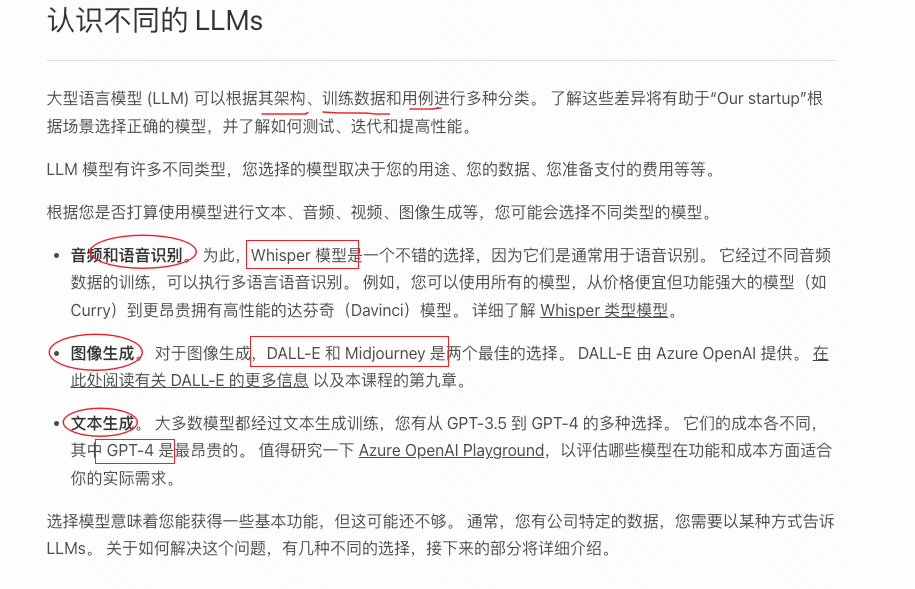 认识不同的 LLMs
大型语言模型 (LLM) 可以根据其架构、训练数据和用例进行多种分类。 了解这些差异将有助于“Our startup”根
据场景选择正确的模型，并了解如何测试、迭代和提高性能。
LLM 模型有许多不同类型，您选择的模型取决于您的用途、您的数据、您准备支付的费用等等。
根据您是否打算使用模型进行文本、音频、视频、图像生成等，您可能会选择不同类型的模型。
• 音频和语音识别。 为此，Whisper 模型是一个不错的选择，因为它们是通常用于语音识别。 它经过不同音频
数据的训练，可以执行多语言语音识别。 例如，您可以使用所有的模型，从价格便宜但功能强大的模型（如
Curry）到更昂贵拥有高性能的达芬奇（Davinci）模型。 详细了解 Whisper 类型模型。
• 图像生成。 对于图像生成，DALL-E 和 Midjourney 是两个最佳的选择。 DALL-E 由 Azure OpenAI 提供。 在
此处阅读有关 DALL-E 的更多信息 以及本课程的第九章。
• 文本生成。 大多数模型都经过文本生成训练，您有从 GPT-3.5 到 GPT-4 的多种选择。 它们的成本各不同，
其中 GPT-4 是最昂贵的。 值得研究一下 Azure OpenAI Playground，以评估哪些模型在功能和成本方面适合
你的实际需求。
选择模型意味着您能获得一些基本功能，但这可能还不够。 通常，您有公司特定的数据，您需要以某种方式告诉
LLMs。 关于如何解决这个问题，有几种不同的选择，接下来的部分将详细介绍。